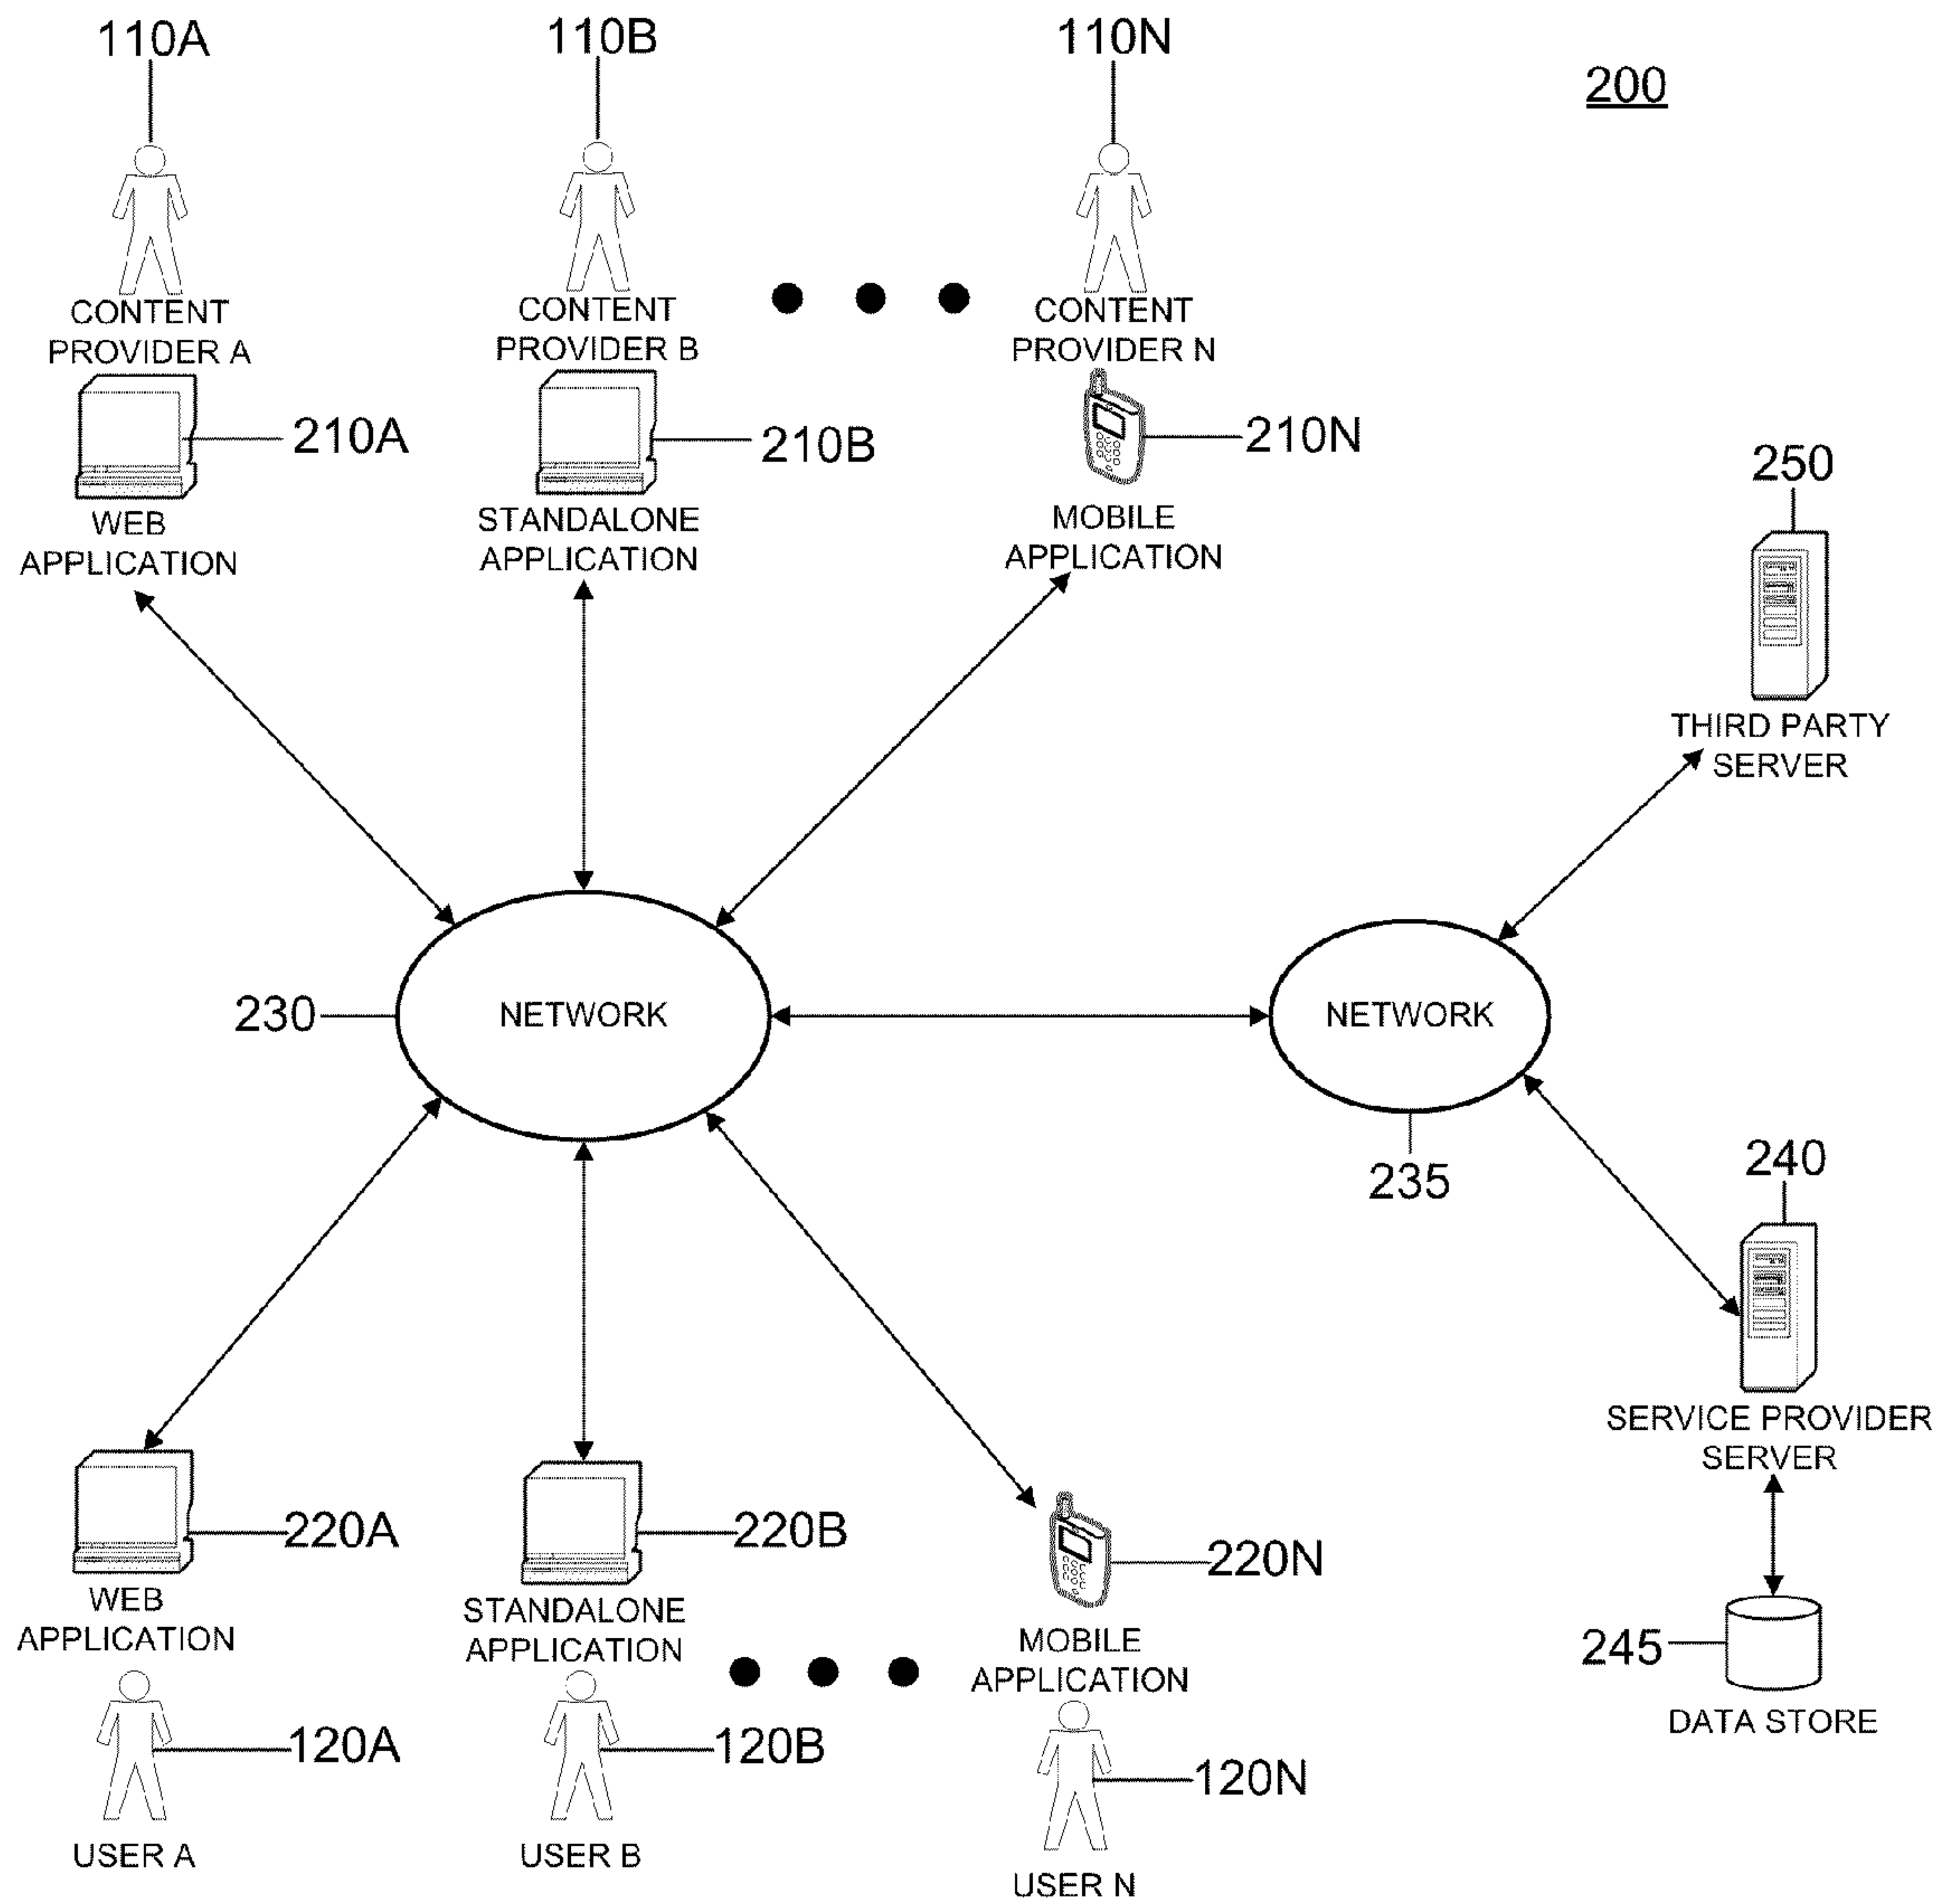 110A
110B
110N
200
CONTENT
PROVIDER A
CONTENT
PROVIDER B
CONTENT
PROVIDER N
210A
210B
210N
WEB
APPLICATION
STANDALONE
APPLICATION
MOBILE
APPLICATION
250
THIRD PARTY
SERVER
230
NETWORK
NETWORK
235
240
SERVICE PROVIDER
SERVER
220A
220B
220N
WEB
APPLICATION
STANDALONE
APPLICATION
MOBILE
APPLICATION
245
DATA STORE
120A
120B
120N
USER A
USER B
USER N